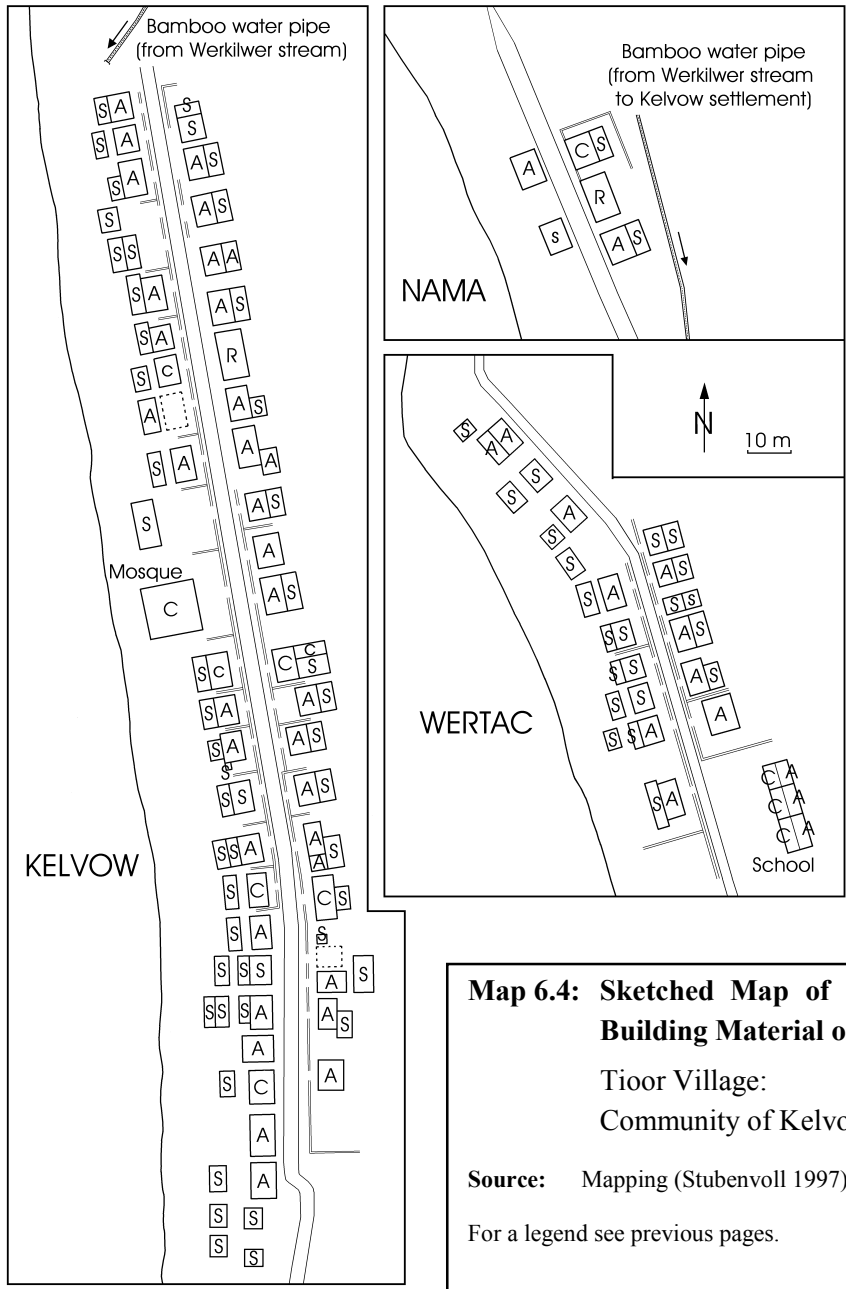 Bamboo water pipe
(from Werkilwer stream)
S A
S A
S A
S
S S
S A
S A
S C
A
S A
S
Mosque
C
S C
S A
S A
S
S S
S S A
S C
S A
S S S
S S S A
A
S C
A
S A
S S
S S
S
S
A S
A S
A A
A S
R
A S
A
A
A S
A
A S
C C
S
A S
A S
A S
A S
A
C S
S
A S
A S
A
KELVOW
Bamboo water pipe
(from Werkilwer stream
to Kelvow settlement)
A
C S
R
S
A S
NAMA
N
10 m
S A
A
S
S
A
S
S
S A
S S
S S
S S
S S A
S A
S S
A S
S S
A S
A S
A
C A
C A
C A
School
WERTAC
Map 6.4: Sketched Map of
Building Material o
Tioor Village:
Community of Kelvo
Source: Mapping (Stubenvoll 1997)
For a legend see previous pages.